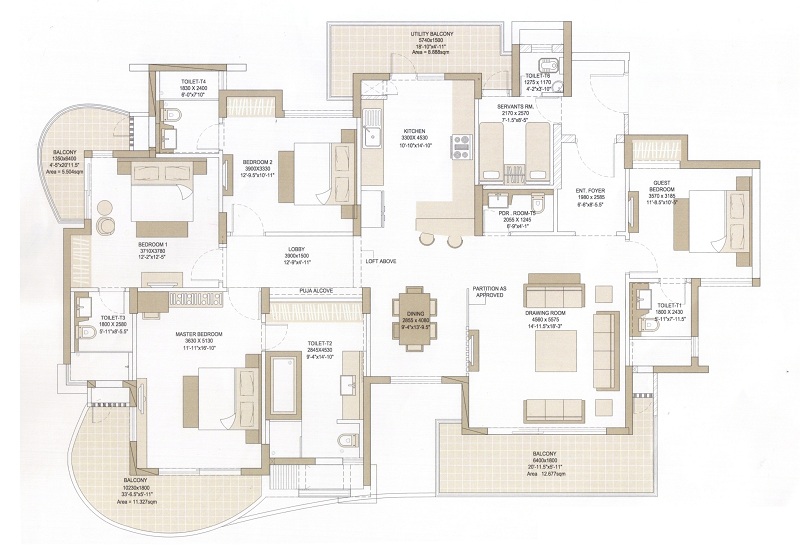 UTILITY BALCONY
5740x1500
18'-10"x4'-11"
Area = 8.888sqm
TOILET-T4
1830 X 2400
6'-0"x7'10"
TOILET-T6
1275 x 1170
4'-2"x3'-10"
SERVANTS RM.
2170 x 2570
7'-1.5"x8'-5"
KITCHEN
3300X 4530
10'-10"x14'-10"
BALCONY
1350x6400
4'-5"x20'11.5"
Area = 5.504sqm
BEDROOM 2
3900X3330
12'-9.5"x10'-11"
GUEST
BEDROOM
3570 x 3185
11'-8.5"x10'-5"
ENT. FOYER
1980 x 2585
6'-6"x8'-5.5"
PDR . ROOM-T5
2055 X 1245
6'-9"x4'-1"
BEDROOM 1
3710X3780
12'-2"x12'-5"
LOBBY
3900x1500
12'-9"x4'-11"
LOFT ABOVE
PUJA ALCOVE
PARTITION AS
APPROVED
TOILET-T3
1800 X 2580
5'-11"x8'-5.5"
MASTER BEDROOM
3630 X 5130
11'-11"x16'-10"
TOILET-T2
2845X4530
9'-4"x14'-10"
DINING
2855 x 4080
9'-4"x13'-9.5"
DRAWING ROOM
4560 x 5575
14'-11.5"x18'-3"
TOILET-T1
1800 X 2430
5'-11"x7'-11.5"
BALCONY
10230x1800
33'-6.5"x5'-11"
Area = 11.327sqm
BALCONY
6400x1800
20'-11.5"x5'-11"
Area = 12.677sqm